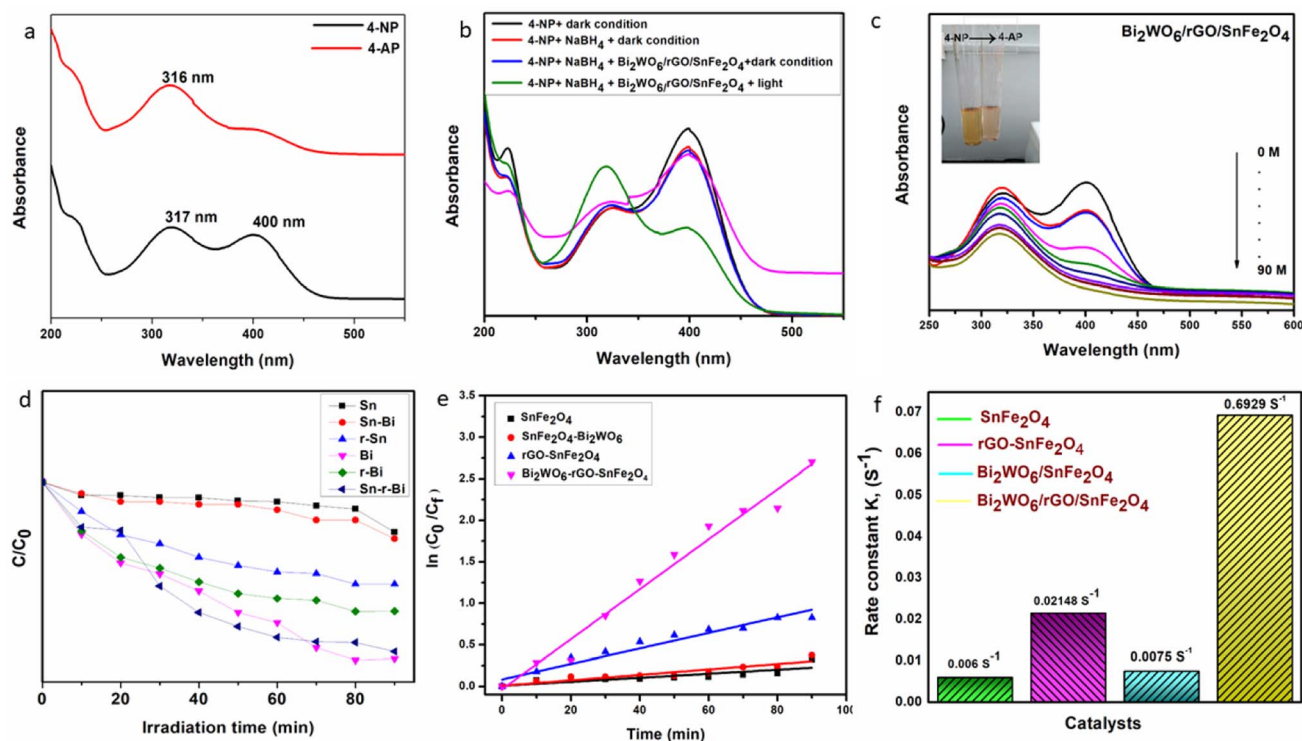 a
4-NP
4-AP
316 nm
317 nm
400 nm
Absorbance
200
300
400
500
Wavelength (nm)
b
4-NP+ dark condition
4-NP+ NaBH₄ + dark condition
4-NP+ NaBH₄ + Bi₂WO₆/rGO/SnFe₂O₄+dark condition
4-NP+ NaBH₄ + Bi₂WO₆/rGO/SnFe₂O₄ + light
Absorbance
200
300
400
500
Wavelength (nm)
c
4-NP → 4-AP
Bi₂WO₆/rGO/SnFe₂O₄
0 M
90 M
Absorbance
250
300
350
400
450
500
550
600
Wavelength (nm)
d
Sn
Sn-Bi
r-Sn
Bi
r-Bi
Sn-r-Bi
C/C₀
0
20
40
60
80
Irradiation time (min)
e
SnFe₂O₄
SnFe₂O₄-Bi₂WO₆
rGO-SnFe₂O₄
Bi₂WO₆-rGO-SnFe₂O₄
ln (C₀/C_f)
3.5
3.0
2.5
2.0
1.5
1.0
0.5
0.0
0
20
40
60
80
100
Time (min)
f
SnFe₂O₄
rGO-SnFe₂O₄
Bi₂WO₆/SnFe₂O₄
Bi₂WO₆/rGO/SnFe₂O₄
0.6929 S⁻¹
0.02148 S⁻¹
0.006 S⁻¹
0.0075 S⁻¹
Rate constant K, (S⁻¹)
0.07
0.06
0.05
0.04
0.03
0.02
0.01
0.00
Catalysts